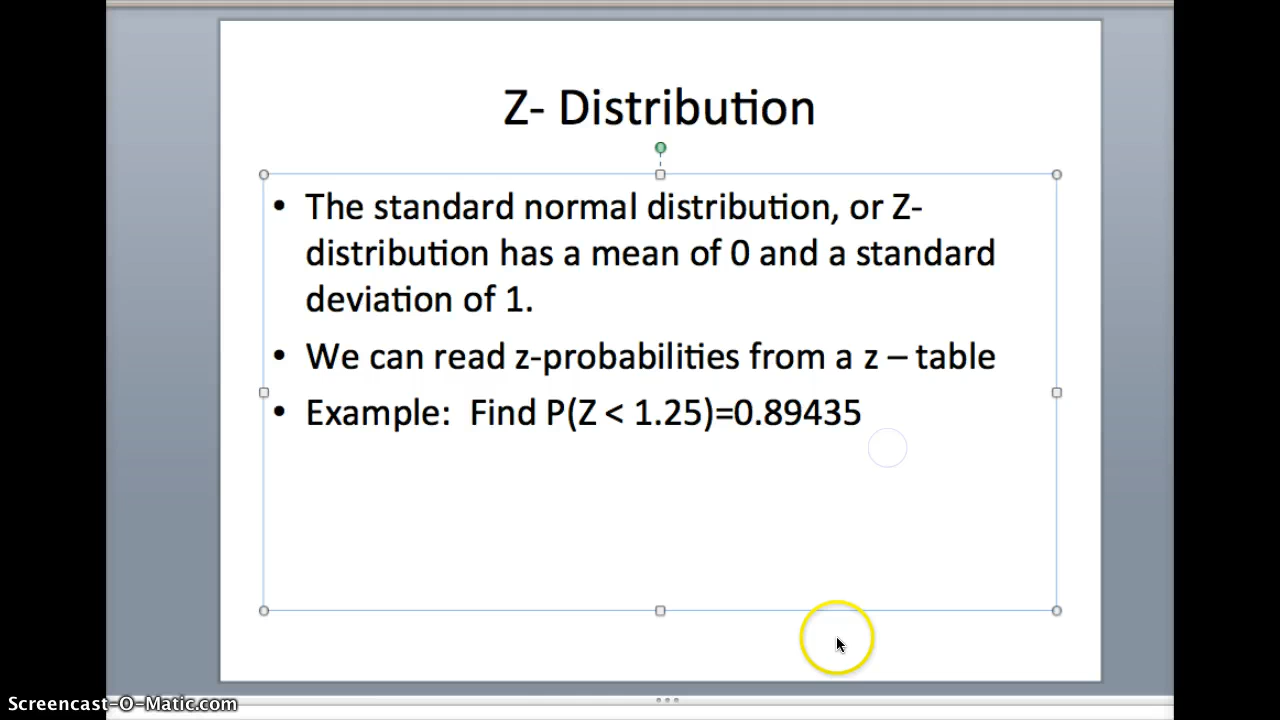 Z- Distribution
• The standard normal distribution, or Z-
distribution has a mean of 0 and a standard
deviation of 1.
• We can read z-probabilities from a z – table
• Example:  Find P(Z < 1.25)=0.89435
Screencast-O-Matic.com